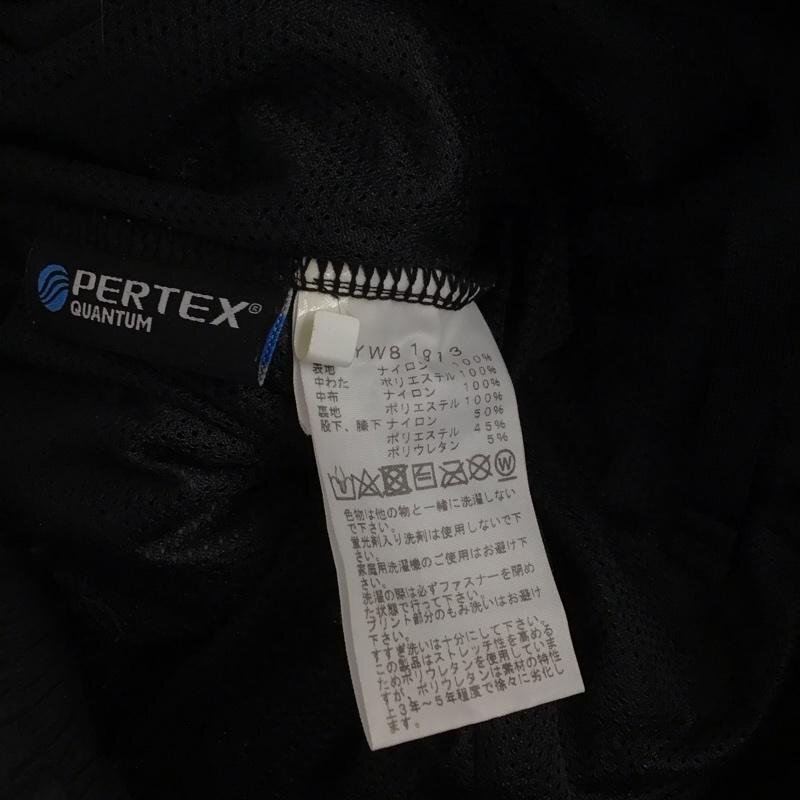 PERTEX®
QUANTUM
YW81913
表地 ナイロン 100%
中わた ポリエステル 100%
中布 ナイロン 100%
裏地 ポリエステル 100%
股下、膝下 ナイロン 50%
ポリエステル 45%
ポリウレタン 5%
W
色物は他の物と一緒に洗濯しない
で下さい。
蛍光剤入り洗剤は使用しないで下
さい。
家庭用洗濯機のご使用はお避け下
さい。
洗濯の際は必ずファスナーを閉め
た状態で行って下さい。
プリント部分のもみ洗いはお避け
下さい。
すすぎ洗いは十分にして下さい。
この製品はストレッチ性を高める
ためポリウレタンを使用していま
すが、ポリウレタンは素材の特性
上3年～5年程度で徐々に劣化し
ます。